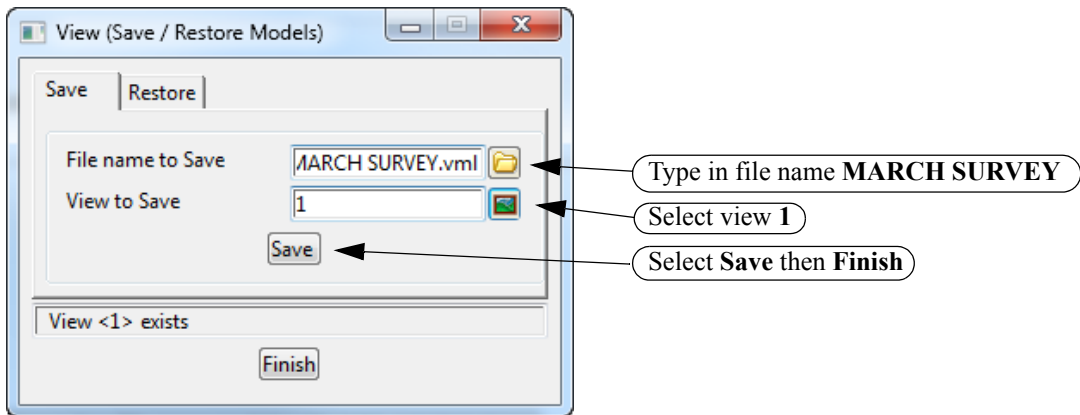 View (Save / Restore Models)
Save Restore
File name to Save MARCH SURVEY.vml
Type in file name MARCH SURVEY
View to Save 1
Select view 1
Save
Select Save then Finish
View <1> exists
Finish